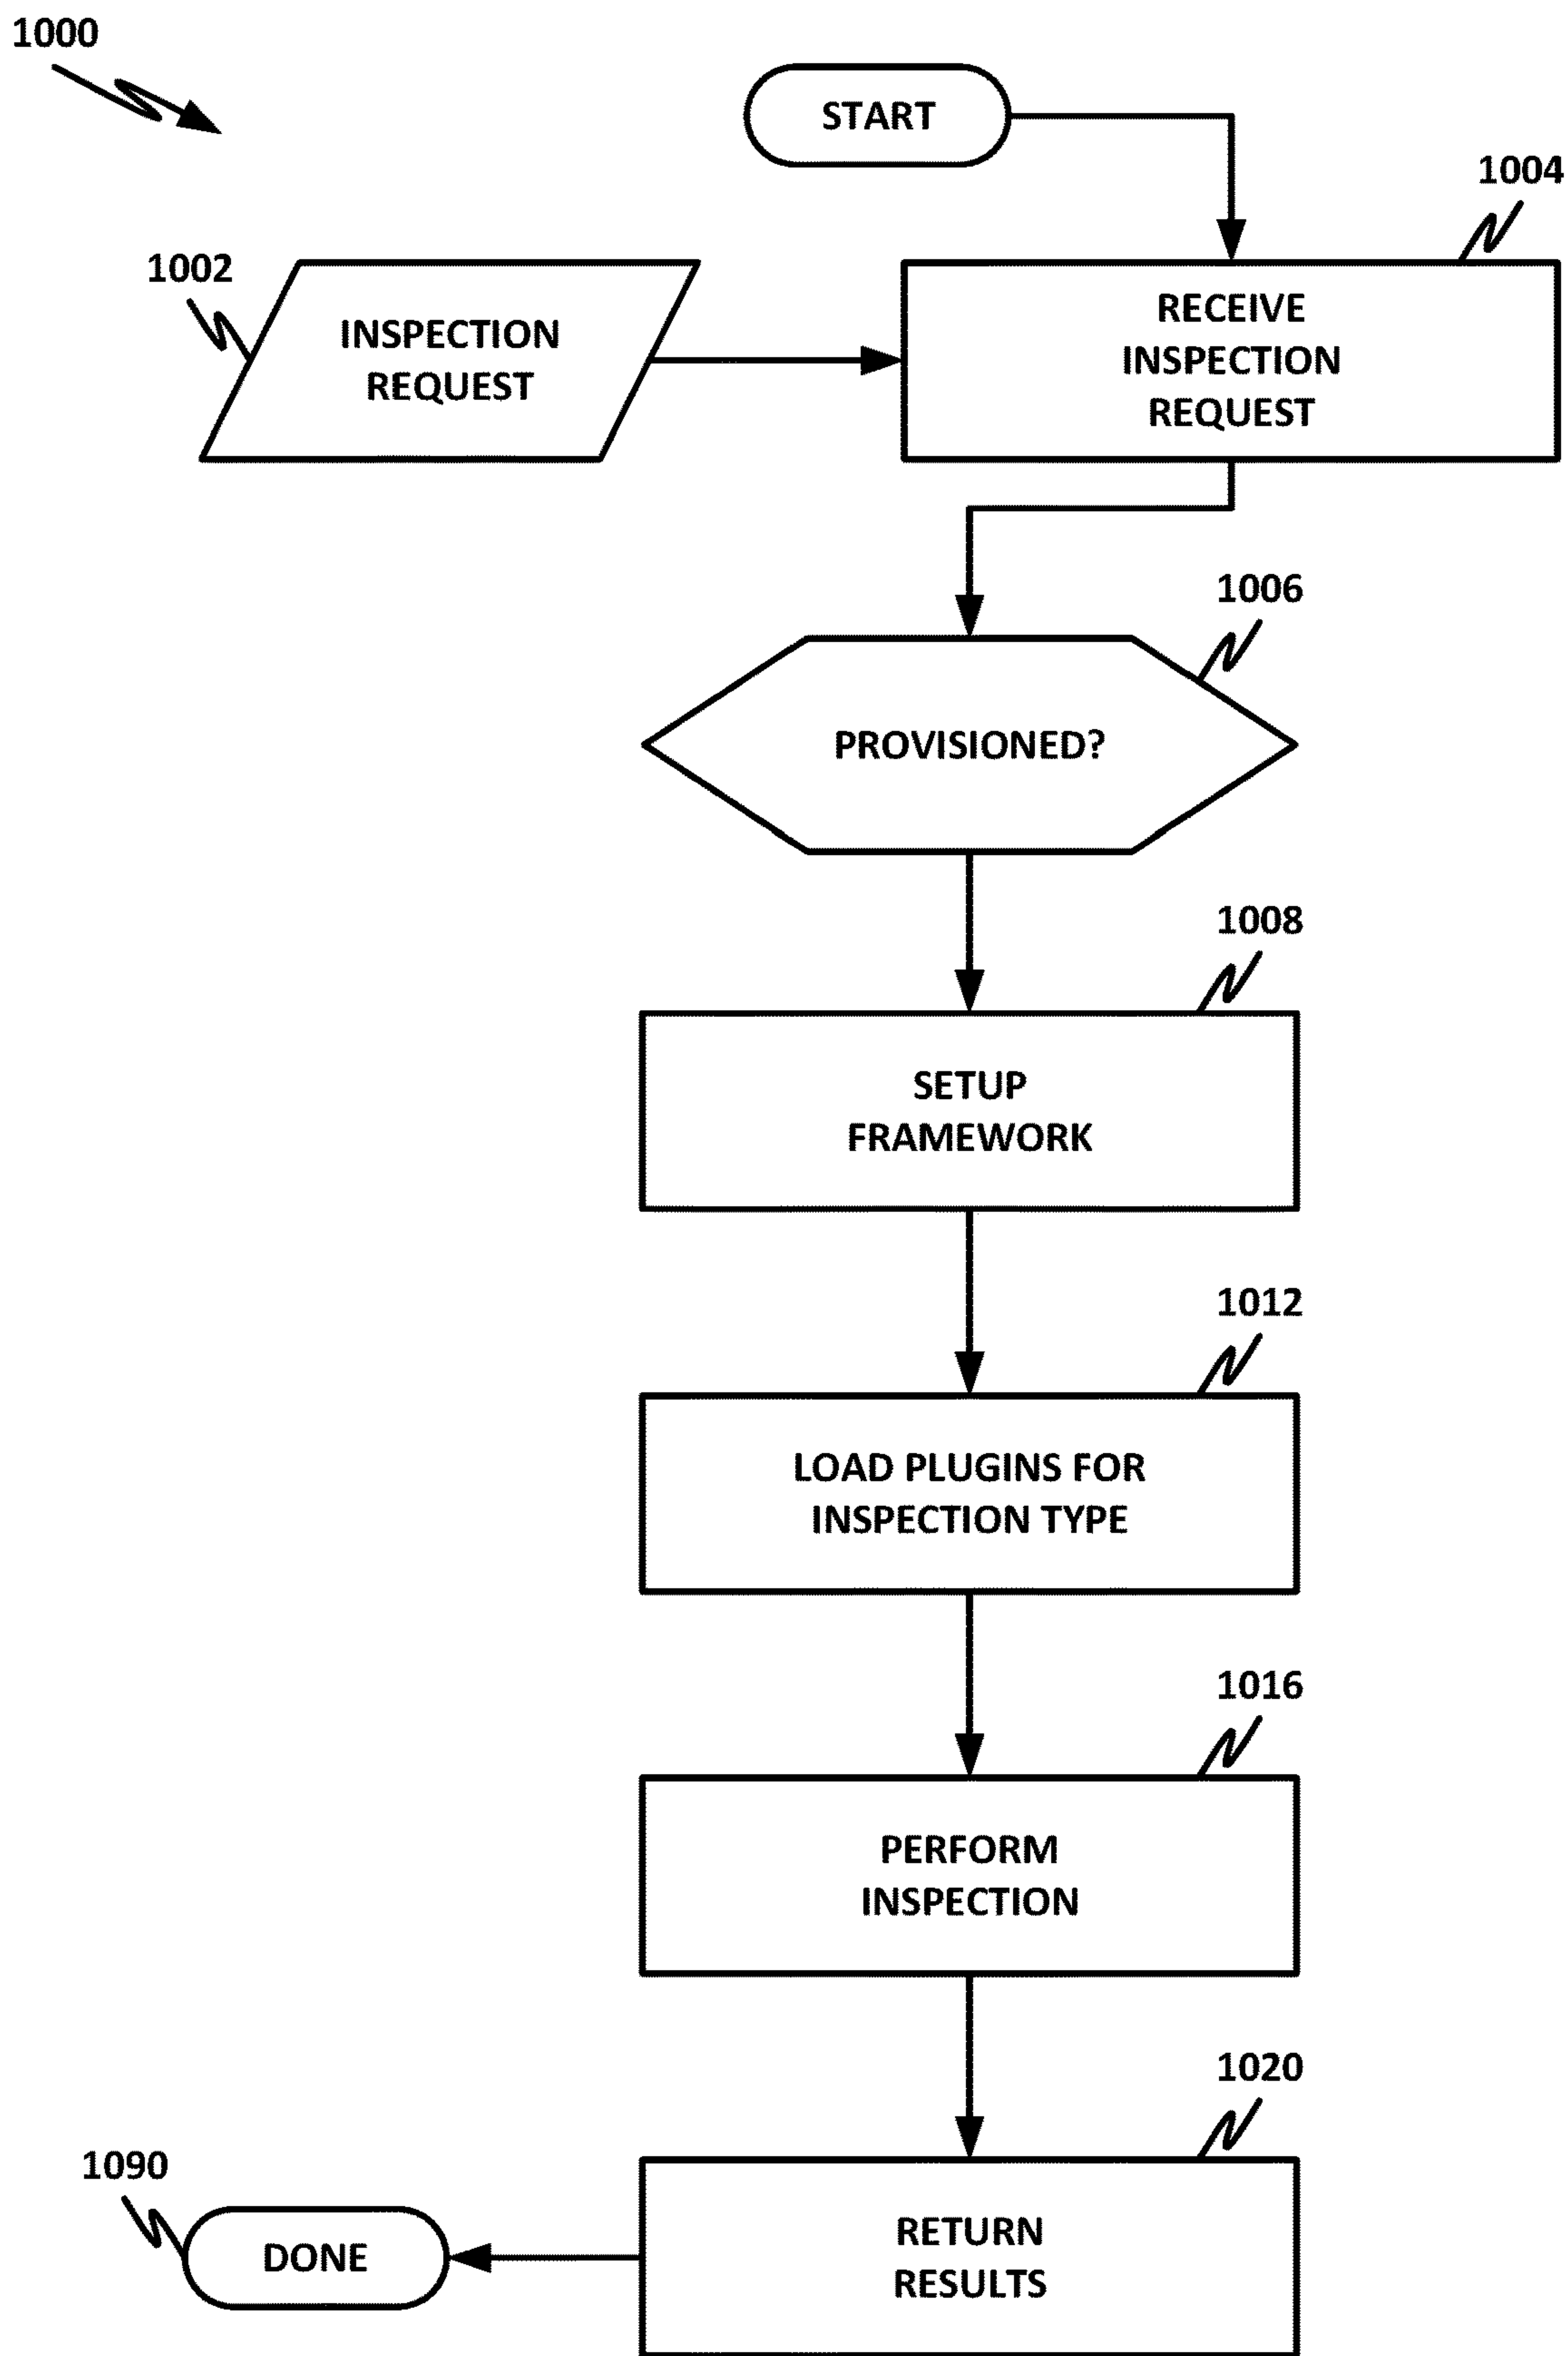 1000
START
1004
1002
INSPECTION
REQUEST
RECEIVE
INSPECTION
REQUEST
1006
PROVISIONED?
1008
SETUP
FRAMEWORK
1012
LOAD PLUGINS FOR
INSPECTION TYPE
1016
PERFORM
INSPECTION
1020
RETURN
RESULTS
1090
DONE